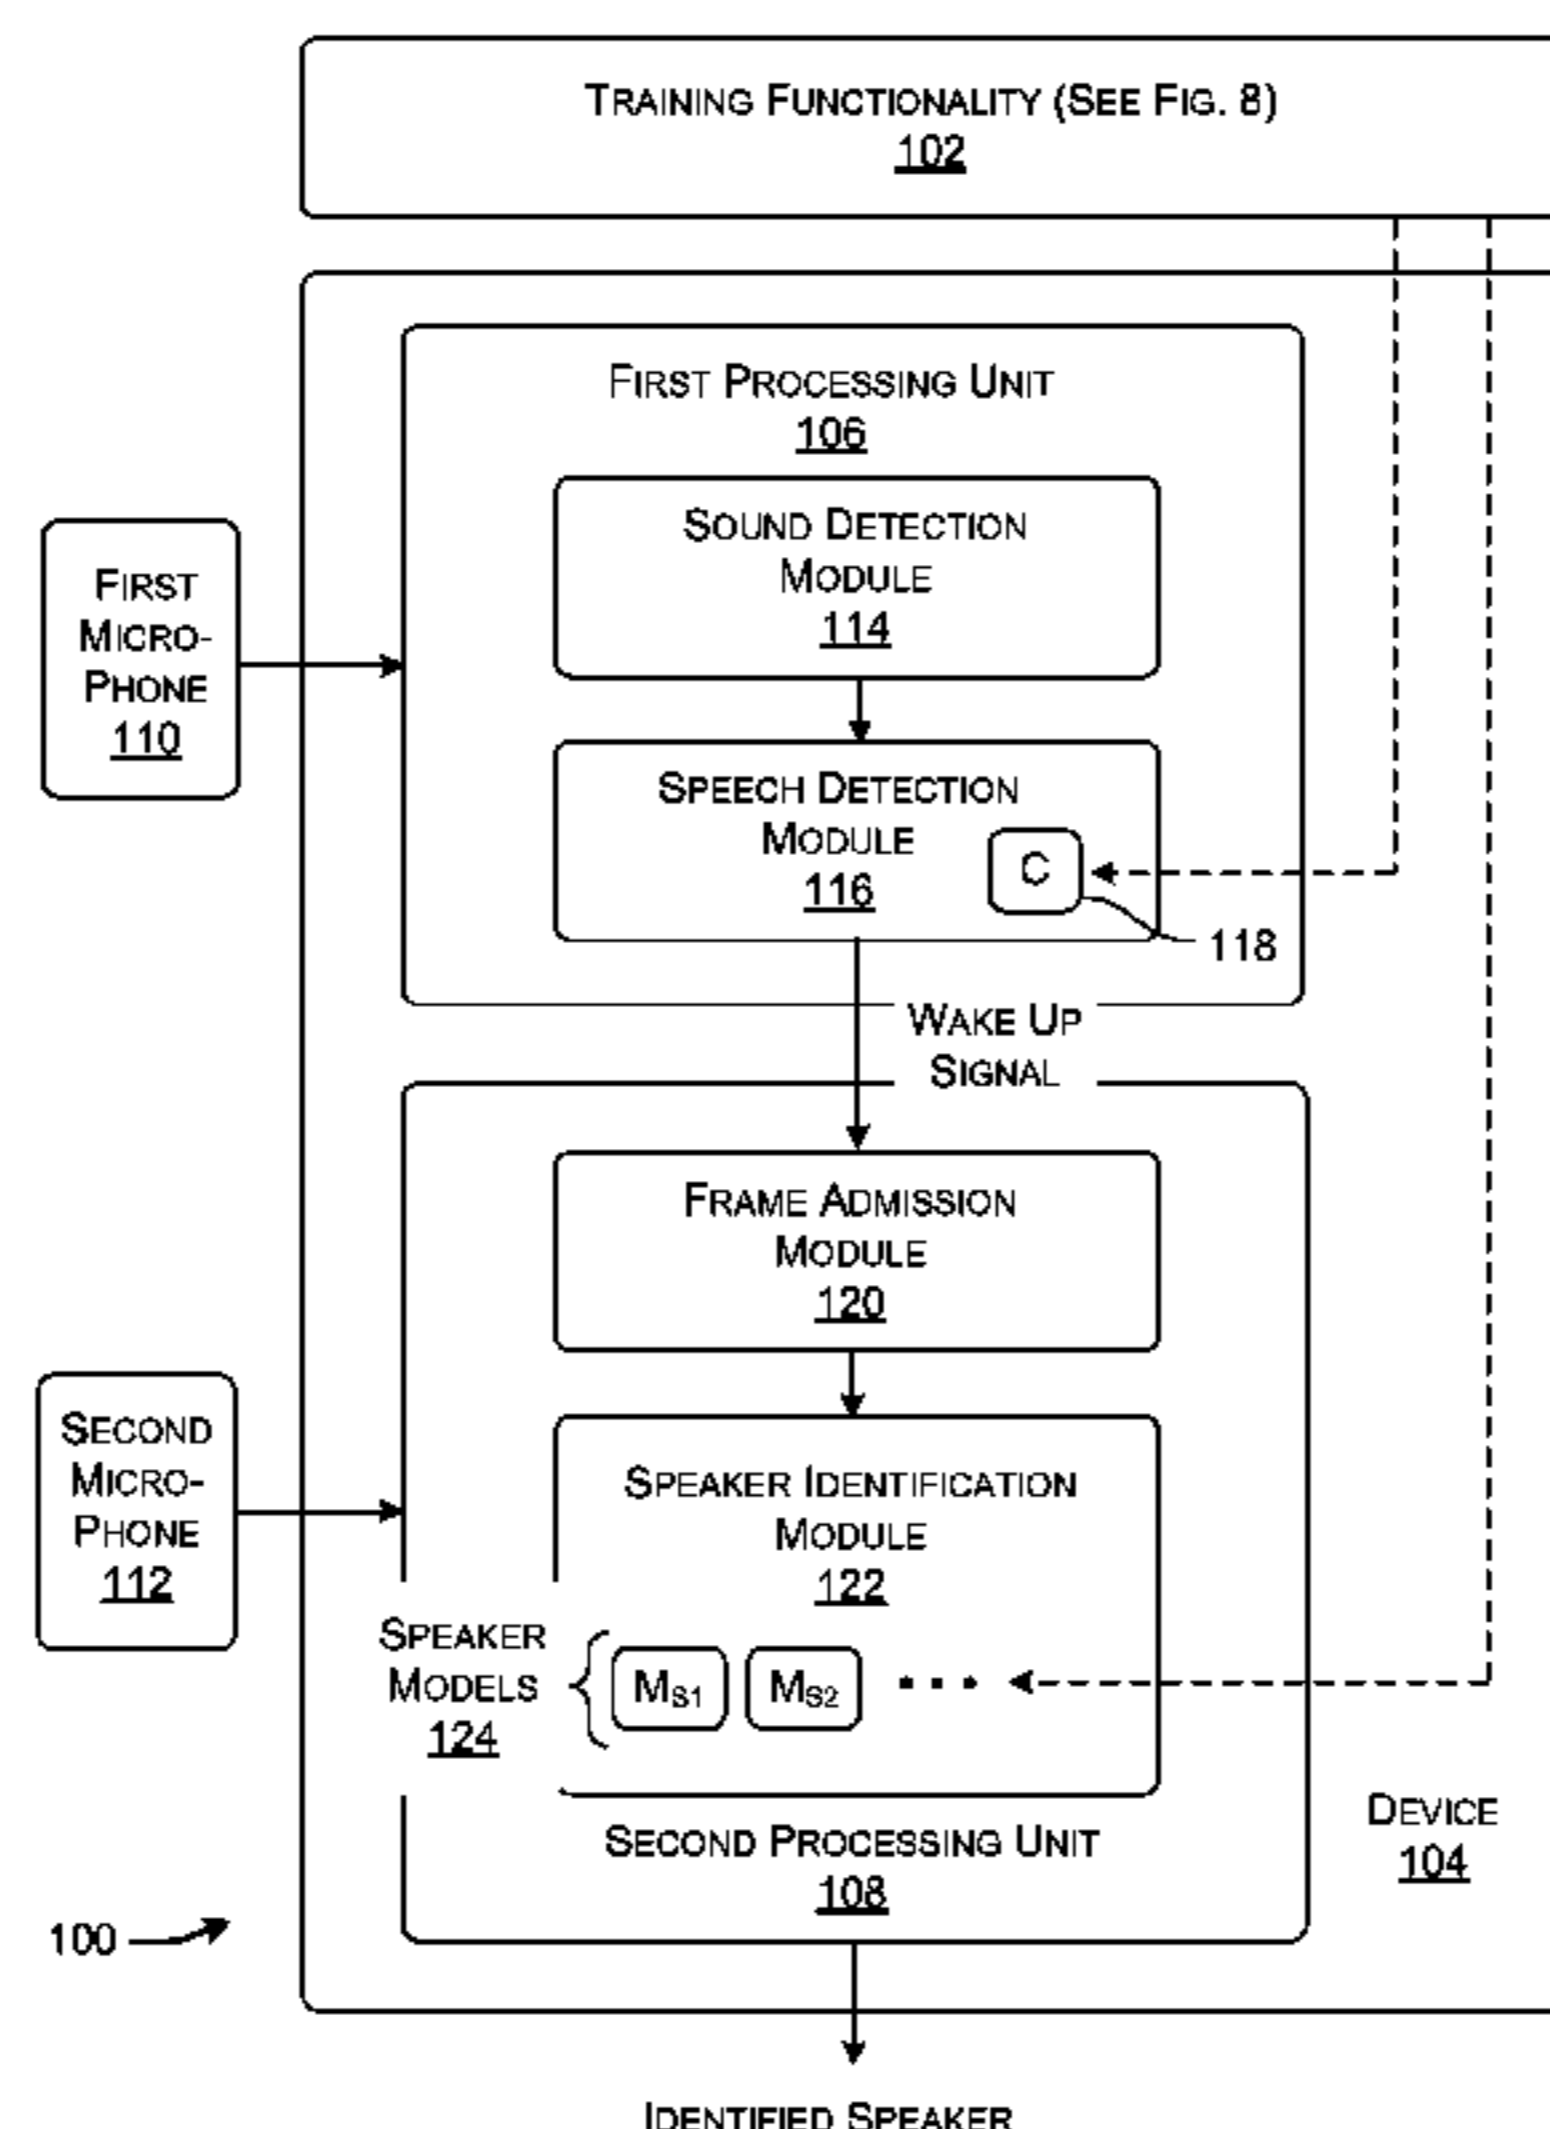 TRAINING FUNCTIONALITY (SEE FIG. 8)
102
FIRST PROCESSING UNIT
106
SOUND DETECTION
MODULE
114
FIRST
MICRO-
PHONE
110
SPEECH DETECTION
MODULE
116
C
118
WAKE UP
SIGNAL
FRAME ADMISSION
MODULE
120
SECOND
MICRO-
PHONE
112
SPEAKER IDENTIFICATION
MODULE
122
SPEAKER
MODELS
124
MS1
MS2
...
SECOND PROCESSING UNIT
108
DEVICE
104
100
IDENTIFIED SPEAKER